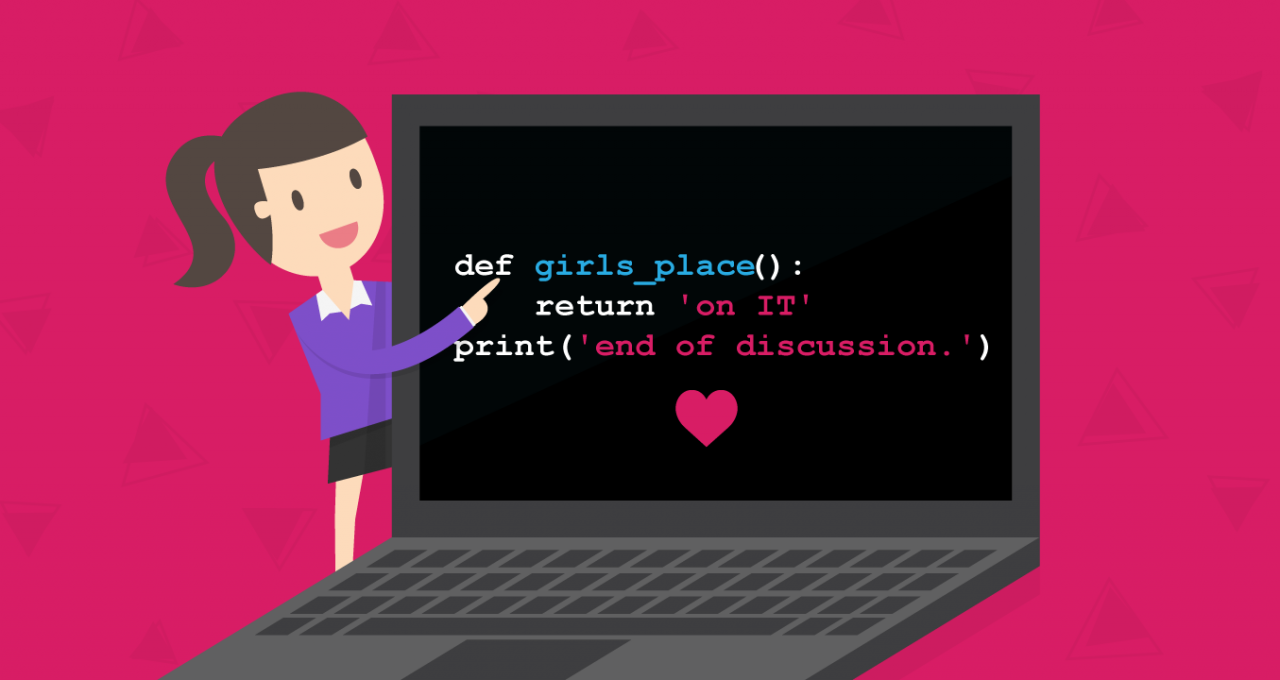 def girls_place():
    return 'on IT'
print('end of discussion.')